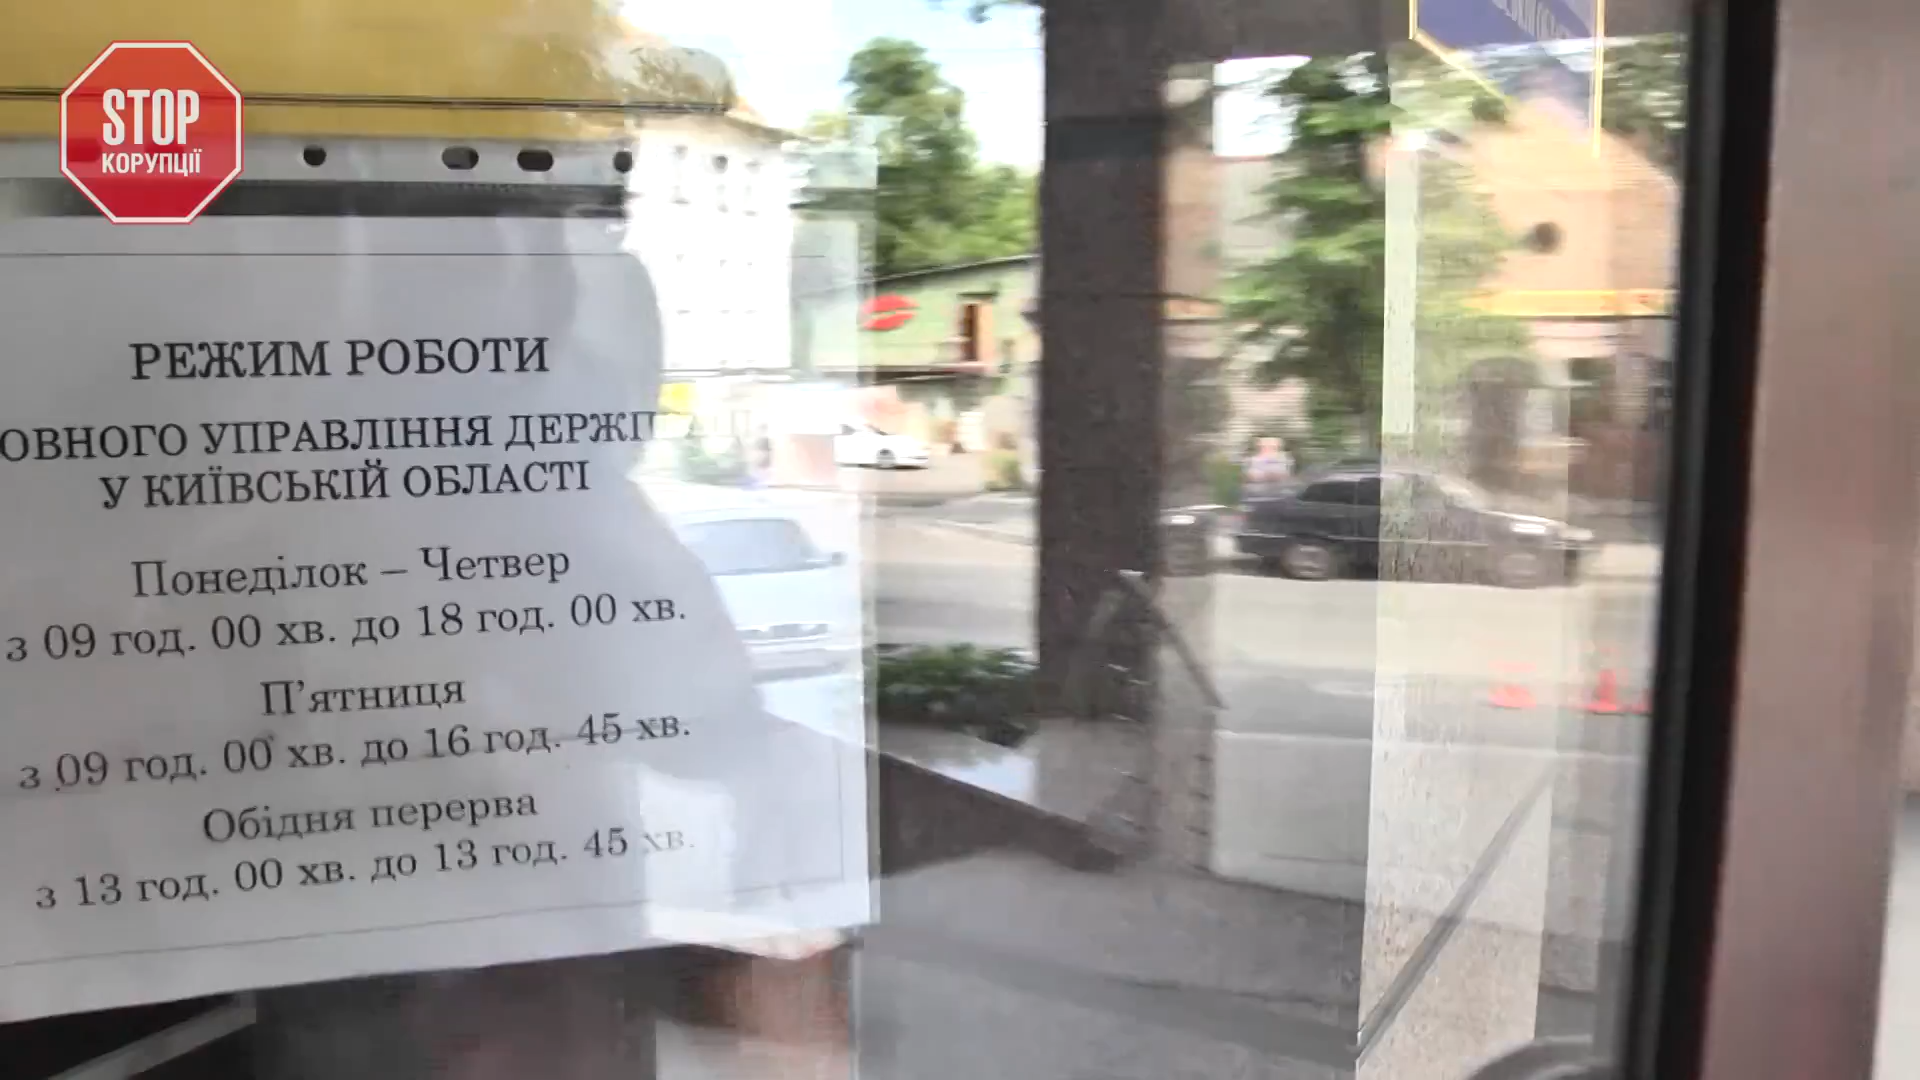 STOP
КОРУПЦІЇ
РЕЖИМ РОБОТИ
ОВНОГО УПРАВЛІННЯ ДЕРЖП
У КИЇВСЬКІЙ ОБЛАСТІ
Понеділок – Четвер
з 09 год. 00 хв. до 18 год. 00 хв.
П’ятниця
з 09 год. 00 хв. до 16 год. 45 хв.
Обідня перерва
з 13 год. 00 хв. до 13 год. 45 хв.